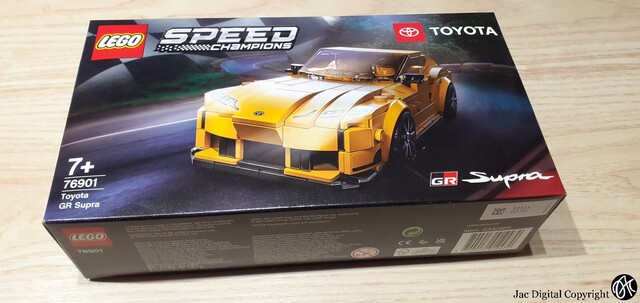 LEGO
SPEED
CHAMPIONS
TOYOTA
7+
76901
Toyota
GR Supra
GR Supra
LEGO
76901
Jac Digital Copyright